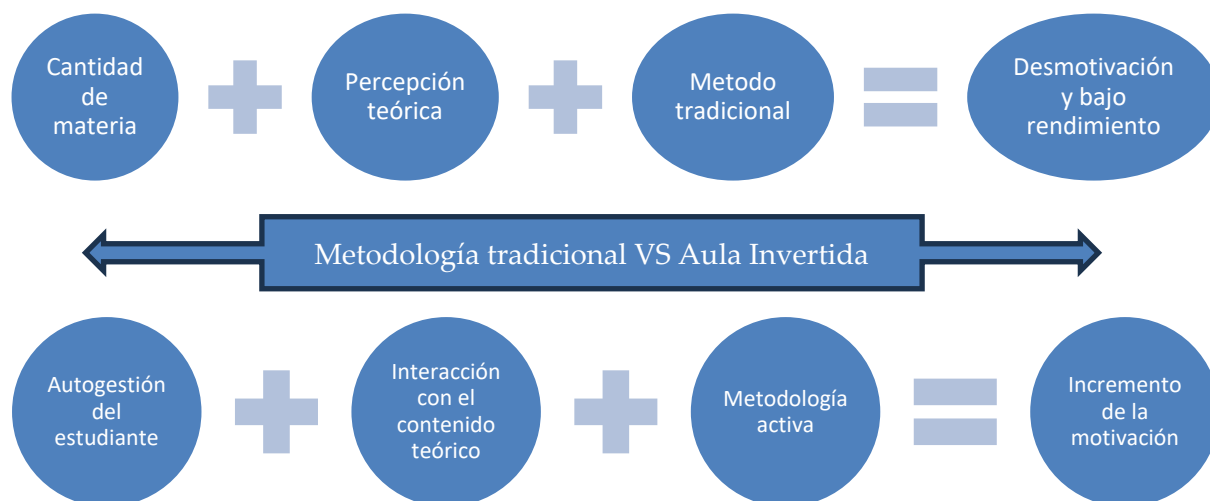 Cantidad
de
materia
Percepción
teórica
Metodo
tradicional
Desmotivación
y bajo
rendimiento
Metodología tradicional VS Aula Invertida
Autogestión
del
estudiante
Interacción
con el
contenido
teórico
Metodología
activa
Incremento
de la
motivación